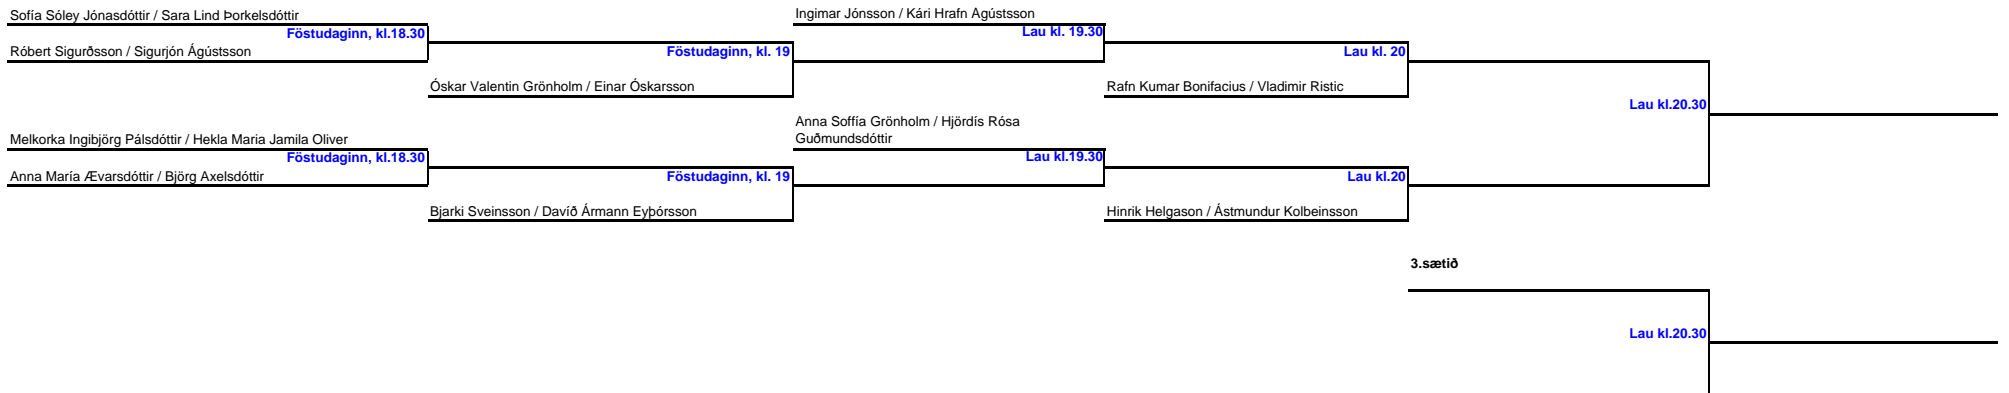 Sofía Sóley Jónasdóttir / Sara Lind Þorkelsdóttir
Ingimar Jónsson / Kári Hrafn Agústsson
Föstudaginn, kl.18.30
Lau kl. 19.30
Róbert Sigurðsson / Sigurjón Ágústsson
Föstudaginn, kl. 19
Lau kl. 20
Óskar Valentin Grönholm / Einar Óskarsson
Rafn Kumar Bonifacius / Vladimir Ristic
Lau kl.20.30
Anna Soffía Grönholm / Hjördís Rósa
Guðmundsdóttir
Melkorka Ingibjörg Pálsdóttir / Hekla Maria Jamila Oliver
Föstudaginn, kl.18.30
Lau kl.19.30
Anna María Ævarsdóttir / Björg Axelsdóttir
Föstudaginn, kl. 19
Lau kl.20
Bjarki Sveinsson / Davíð Ármann Eyþórsson
Hinrik Helgason / Ástmundur Kolbeinsson
3.sætið
Lau kl.20.30